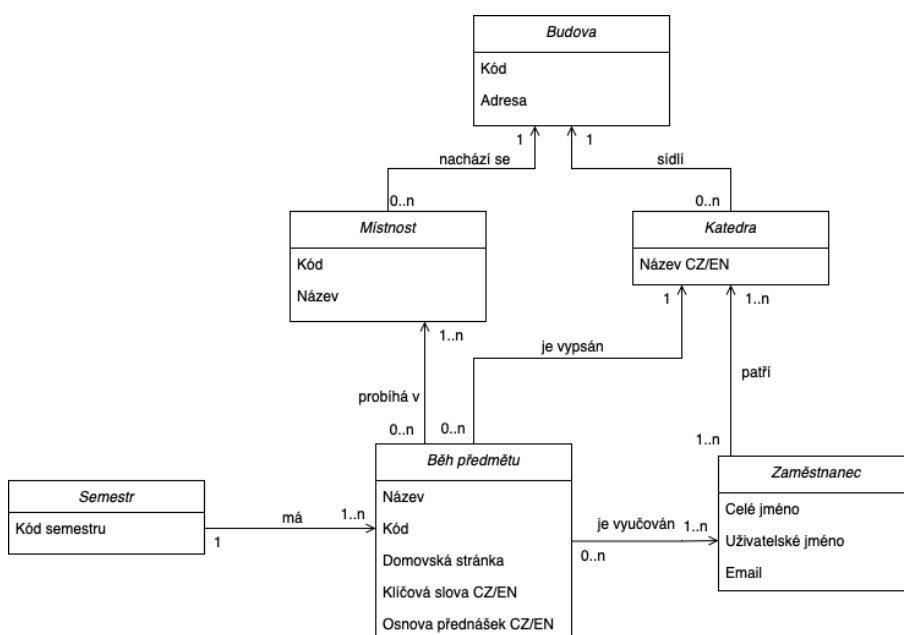 Budova
Kód
Adresa
1
1
nachází se
sídlí
0..n
0..n
Místnost
Kód
Název
Katedra
Název CZ/EN
1..n
1
1..n
je vypsán
patří
probíhá v
0..n
0..n
1..n
Běh předmětu
Název
Kód
Domovská stránka
Klíčová slova CZ/EN
Osnova přednášek CZ/EN
Semestr
Kód semestru
má
1
1..n
je vyučován
1..n
0..n
Zaměstnanec
Celé jméno
Uživatelské jméno
Email